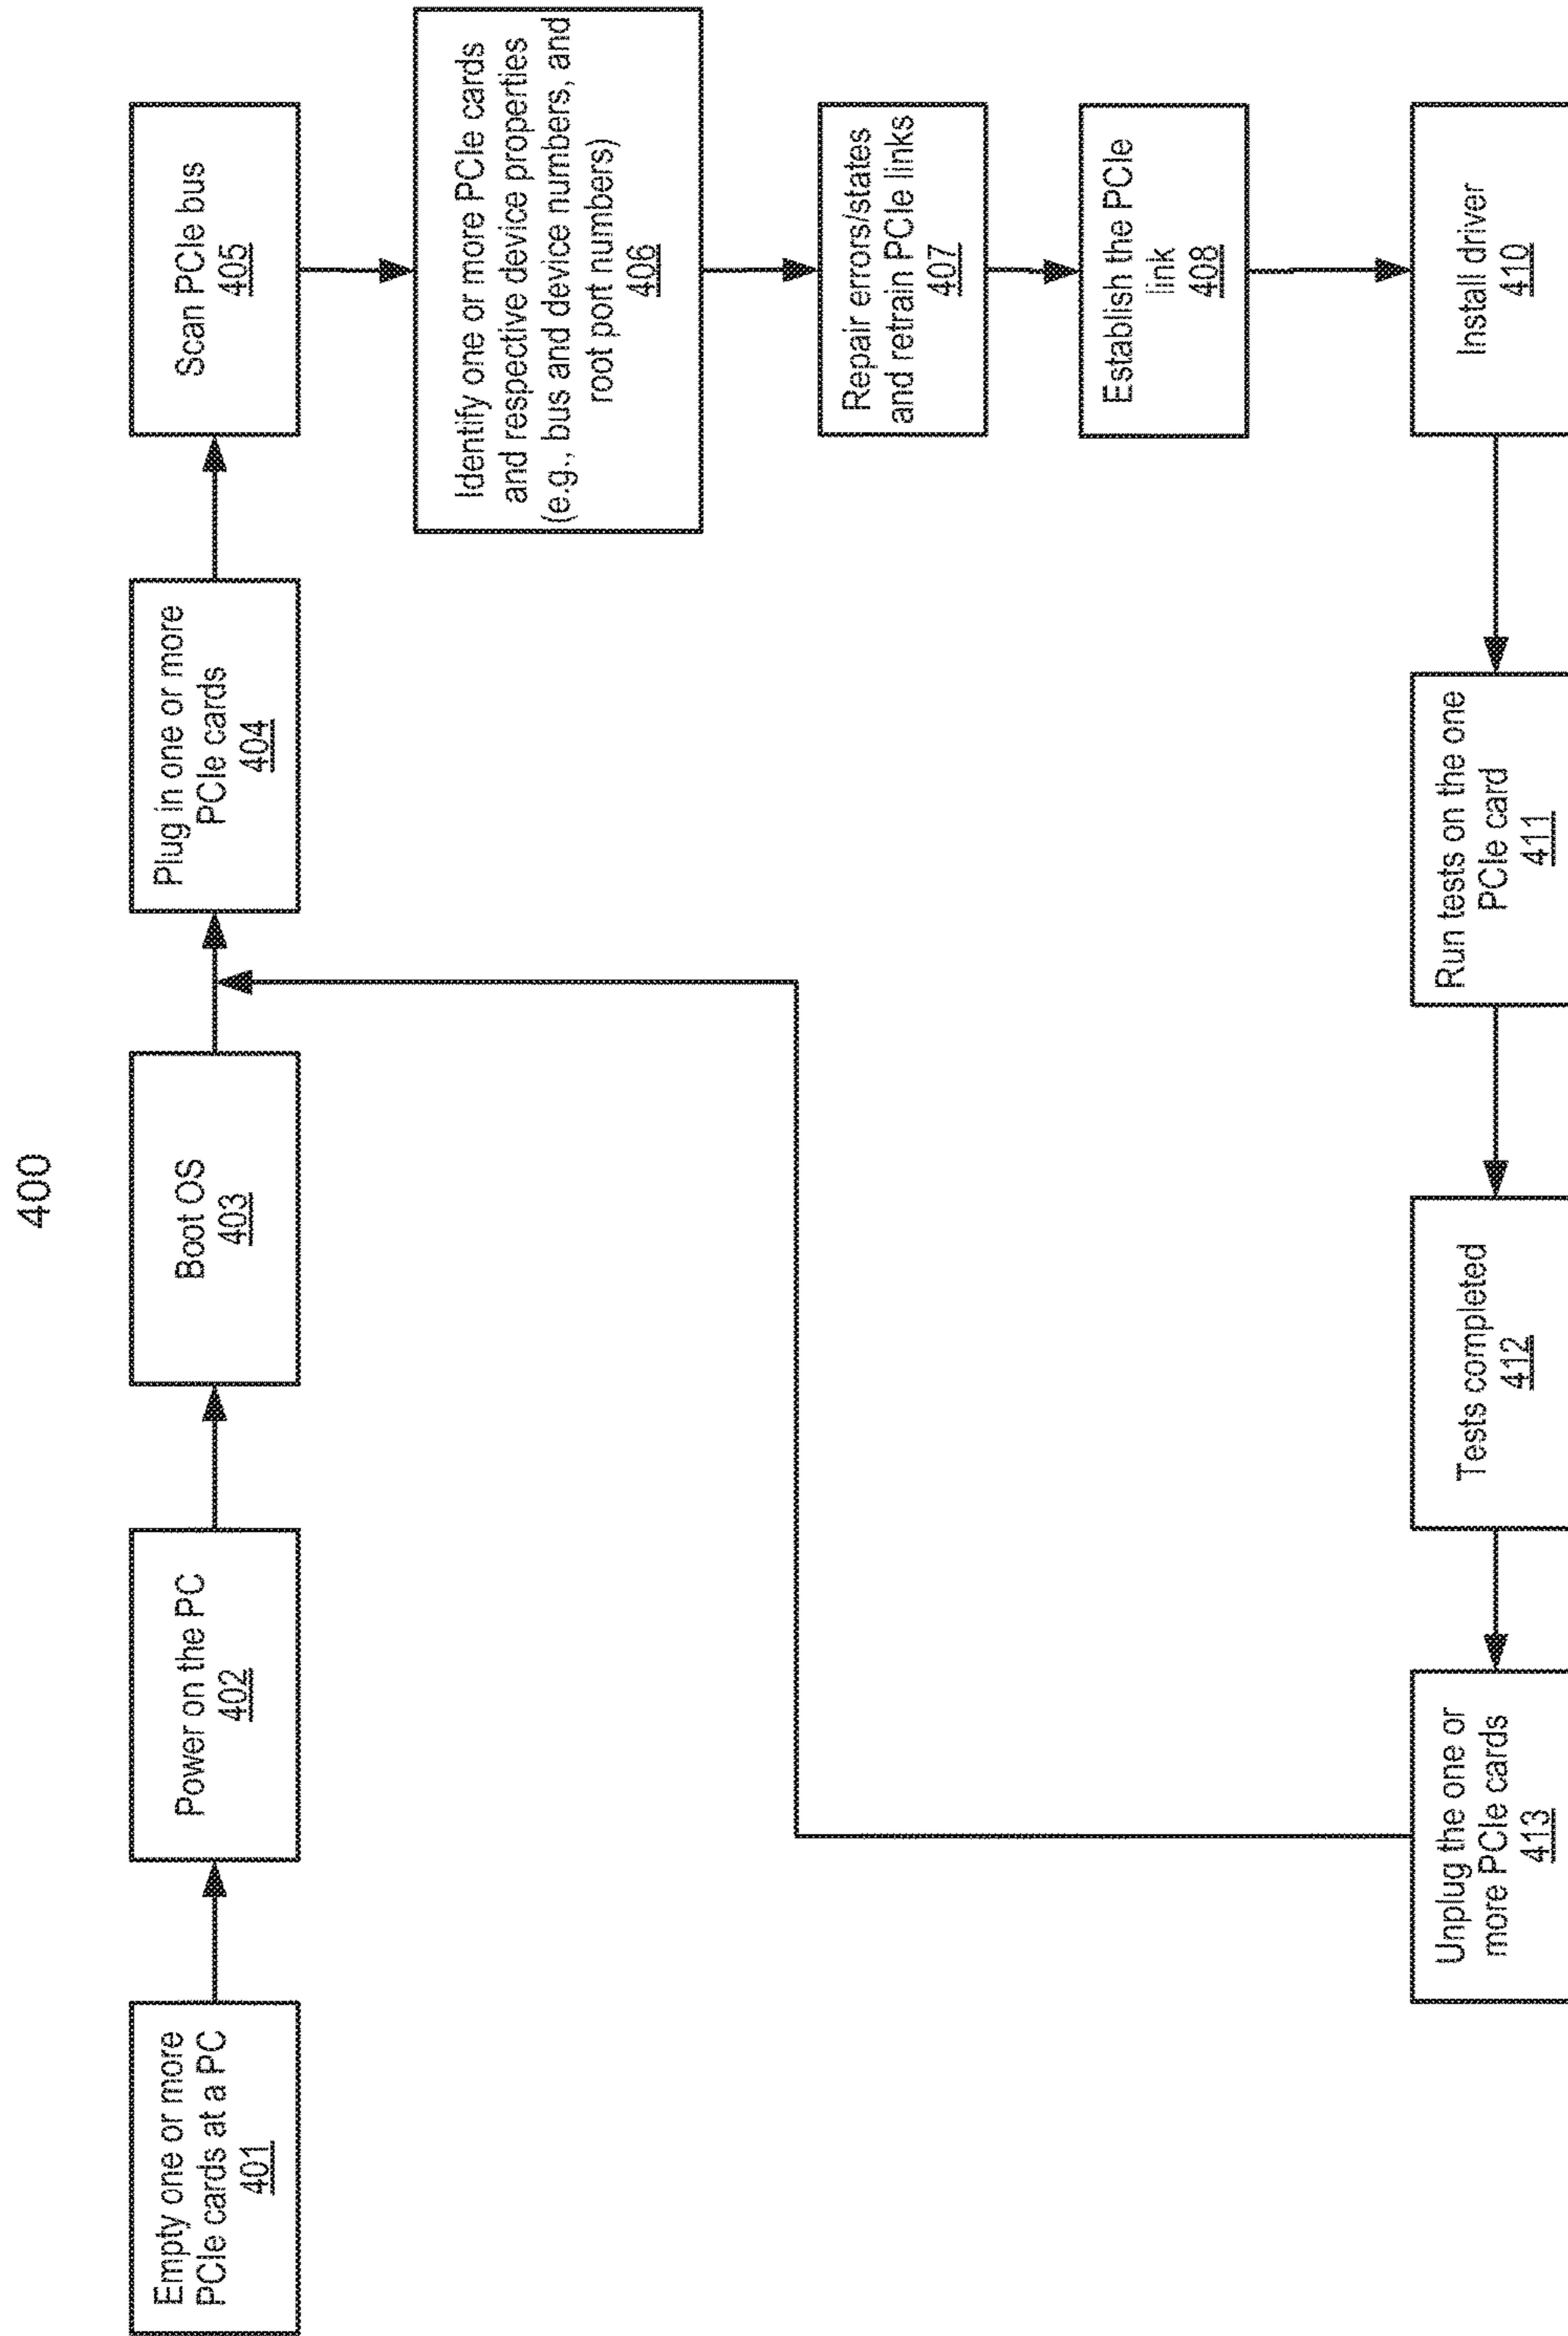 400
Empty one or more
PCIe cards at a PC
401
Power on the PC
402
Boot OS
403
Plug in one or more
PCIe cards
404
Scan PCIe bus
405
Identify one or more PCIe cards
and respective device properties
(e.g., bus and device numbers, and
root port numbers)
406
Repair errors/states
and retrain PCIe links
407
Establish the PCIe
link
408
Install driver
410
Run tests on the one
PCIe card
411
Tests completed
412
Unplug the one or
more PCIe cards
413